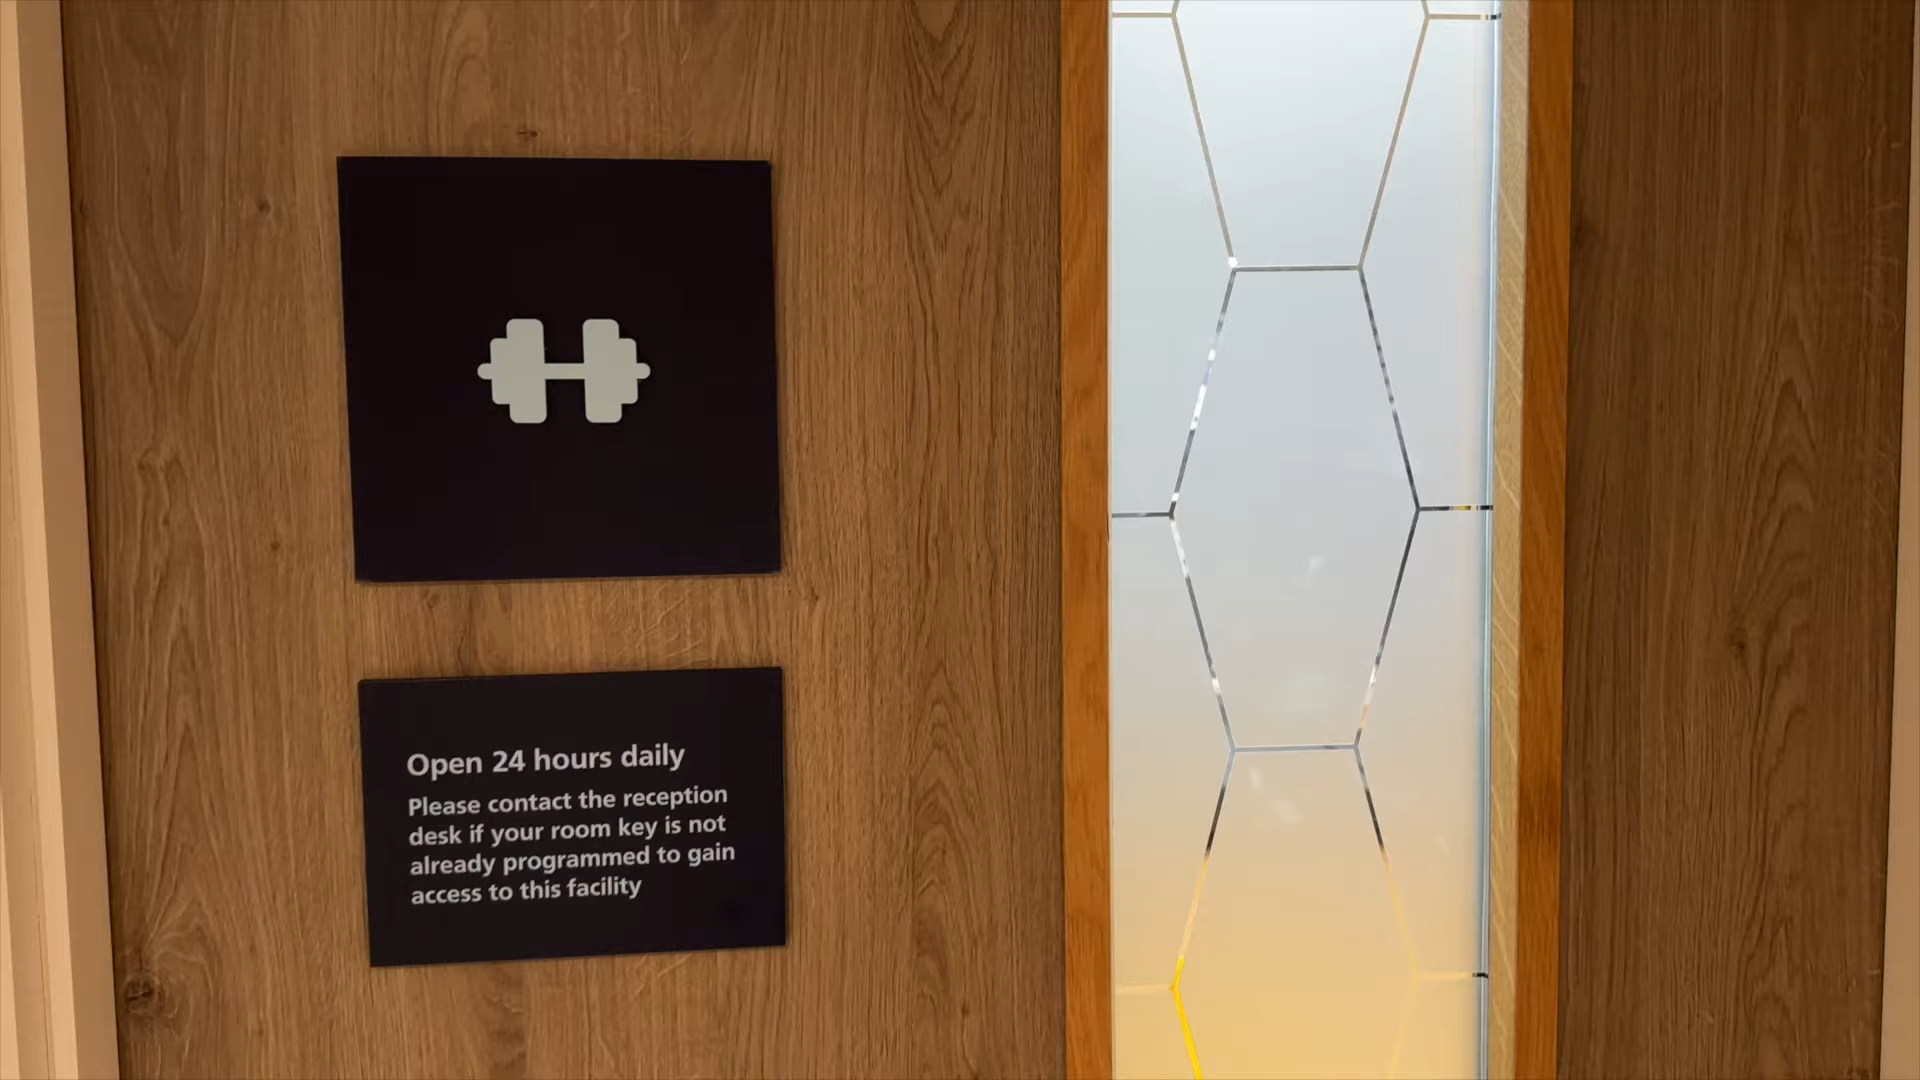 Open 24 hours daily
Please contact the reception
desk if your room key is not
already programmed to gain
access to this facility